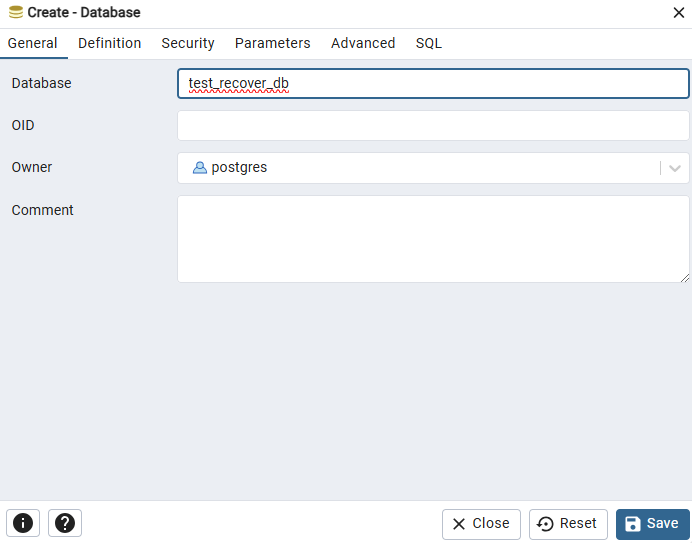 Create - Database
General Definition Security Parameters Advanced SQL
Database test_recover_db
OID
Owner postgres
Comment
Close Reset Save